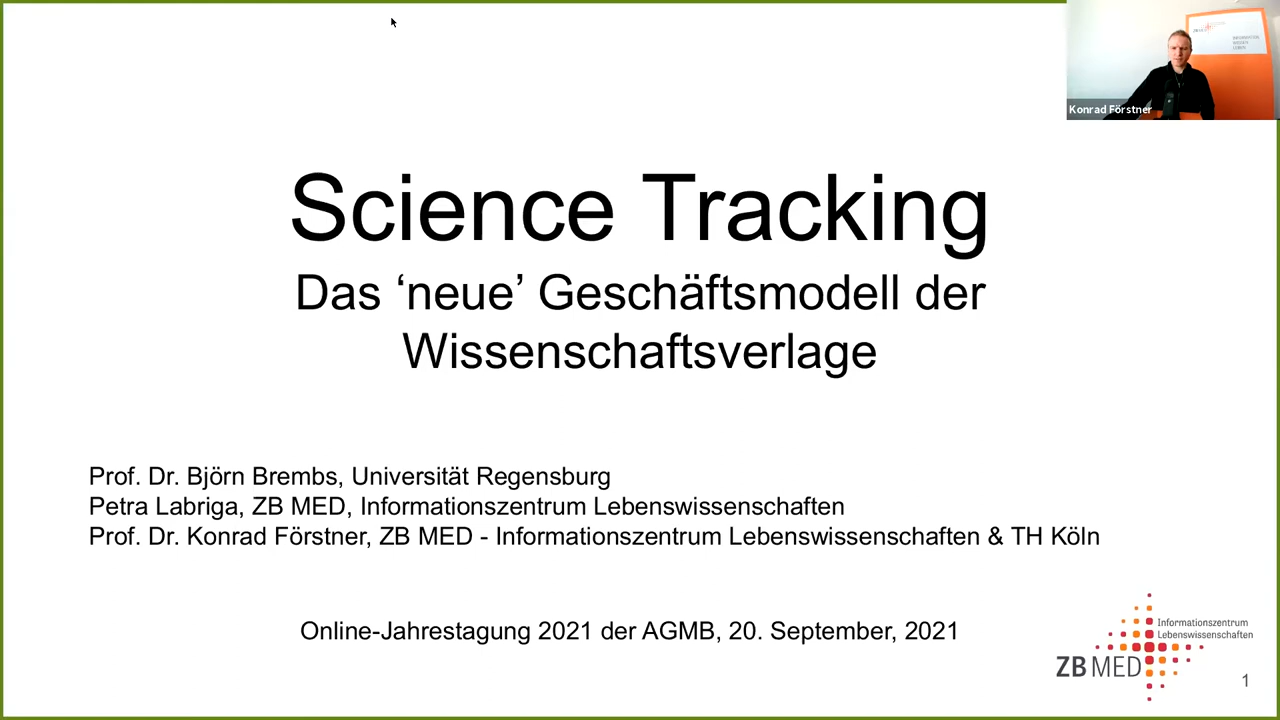 Konrad Förstner
Science Tracking
Das ‘neue’ Geschäftsmodell der
Wissenschaftsverlage
Prof. Dr. Björn Brembs, Universität Regensburg
Petra Labriga, ZB MED, Informationszentrum Lebenswissenschaften
Prof. Dr. Konrad Förstner, ZB MED - Informationszentrum Lebenswissenschaften & TH Köln
Online-Jahrestagung 2021 der AGMB, 20. September, 2021
Informationszentrum
Lebenswissenschaften
ZB MED
1